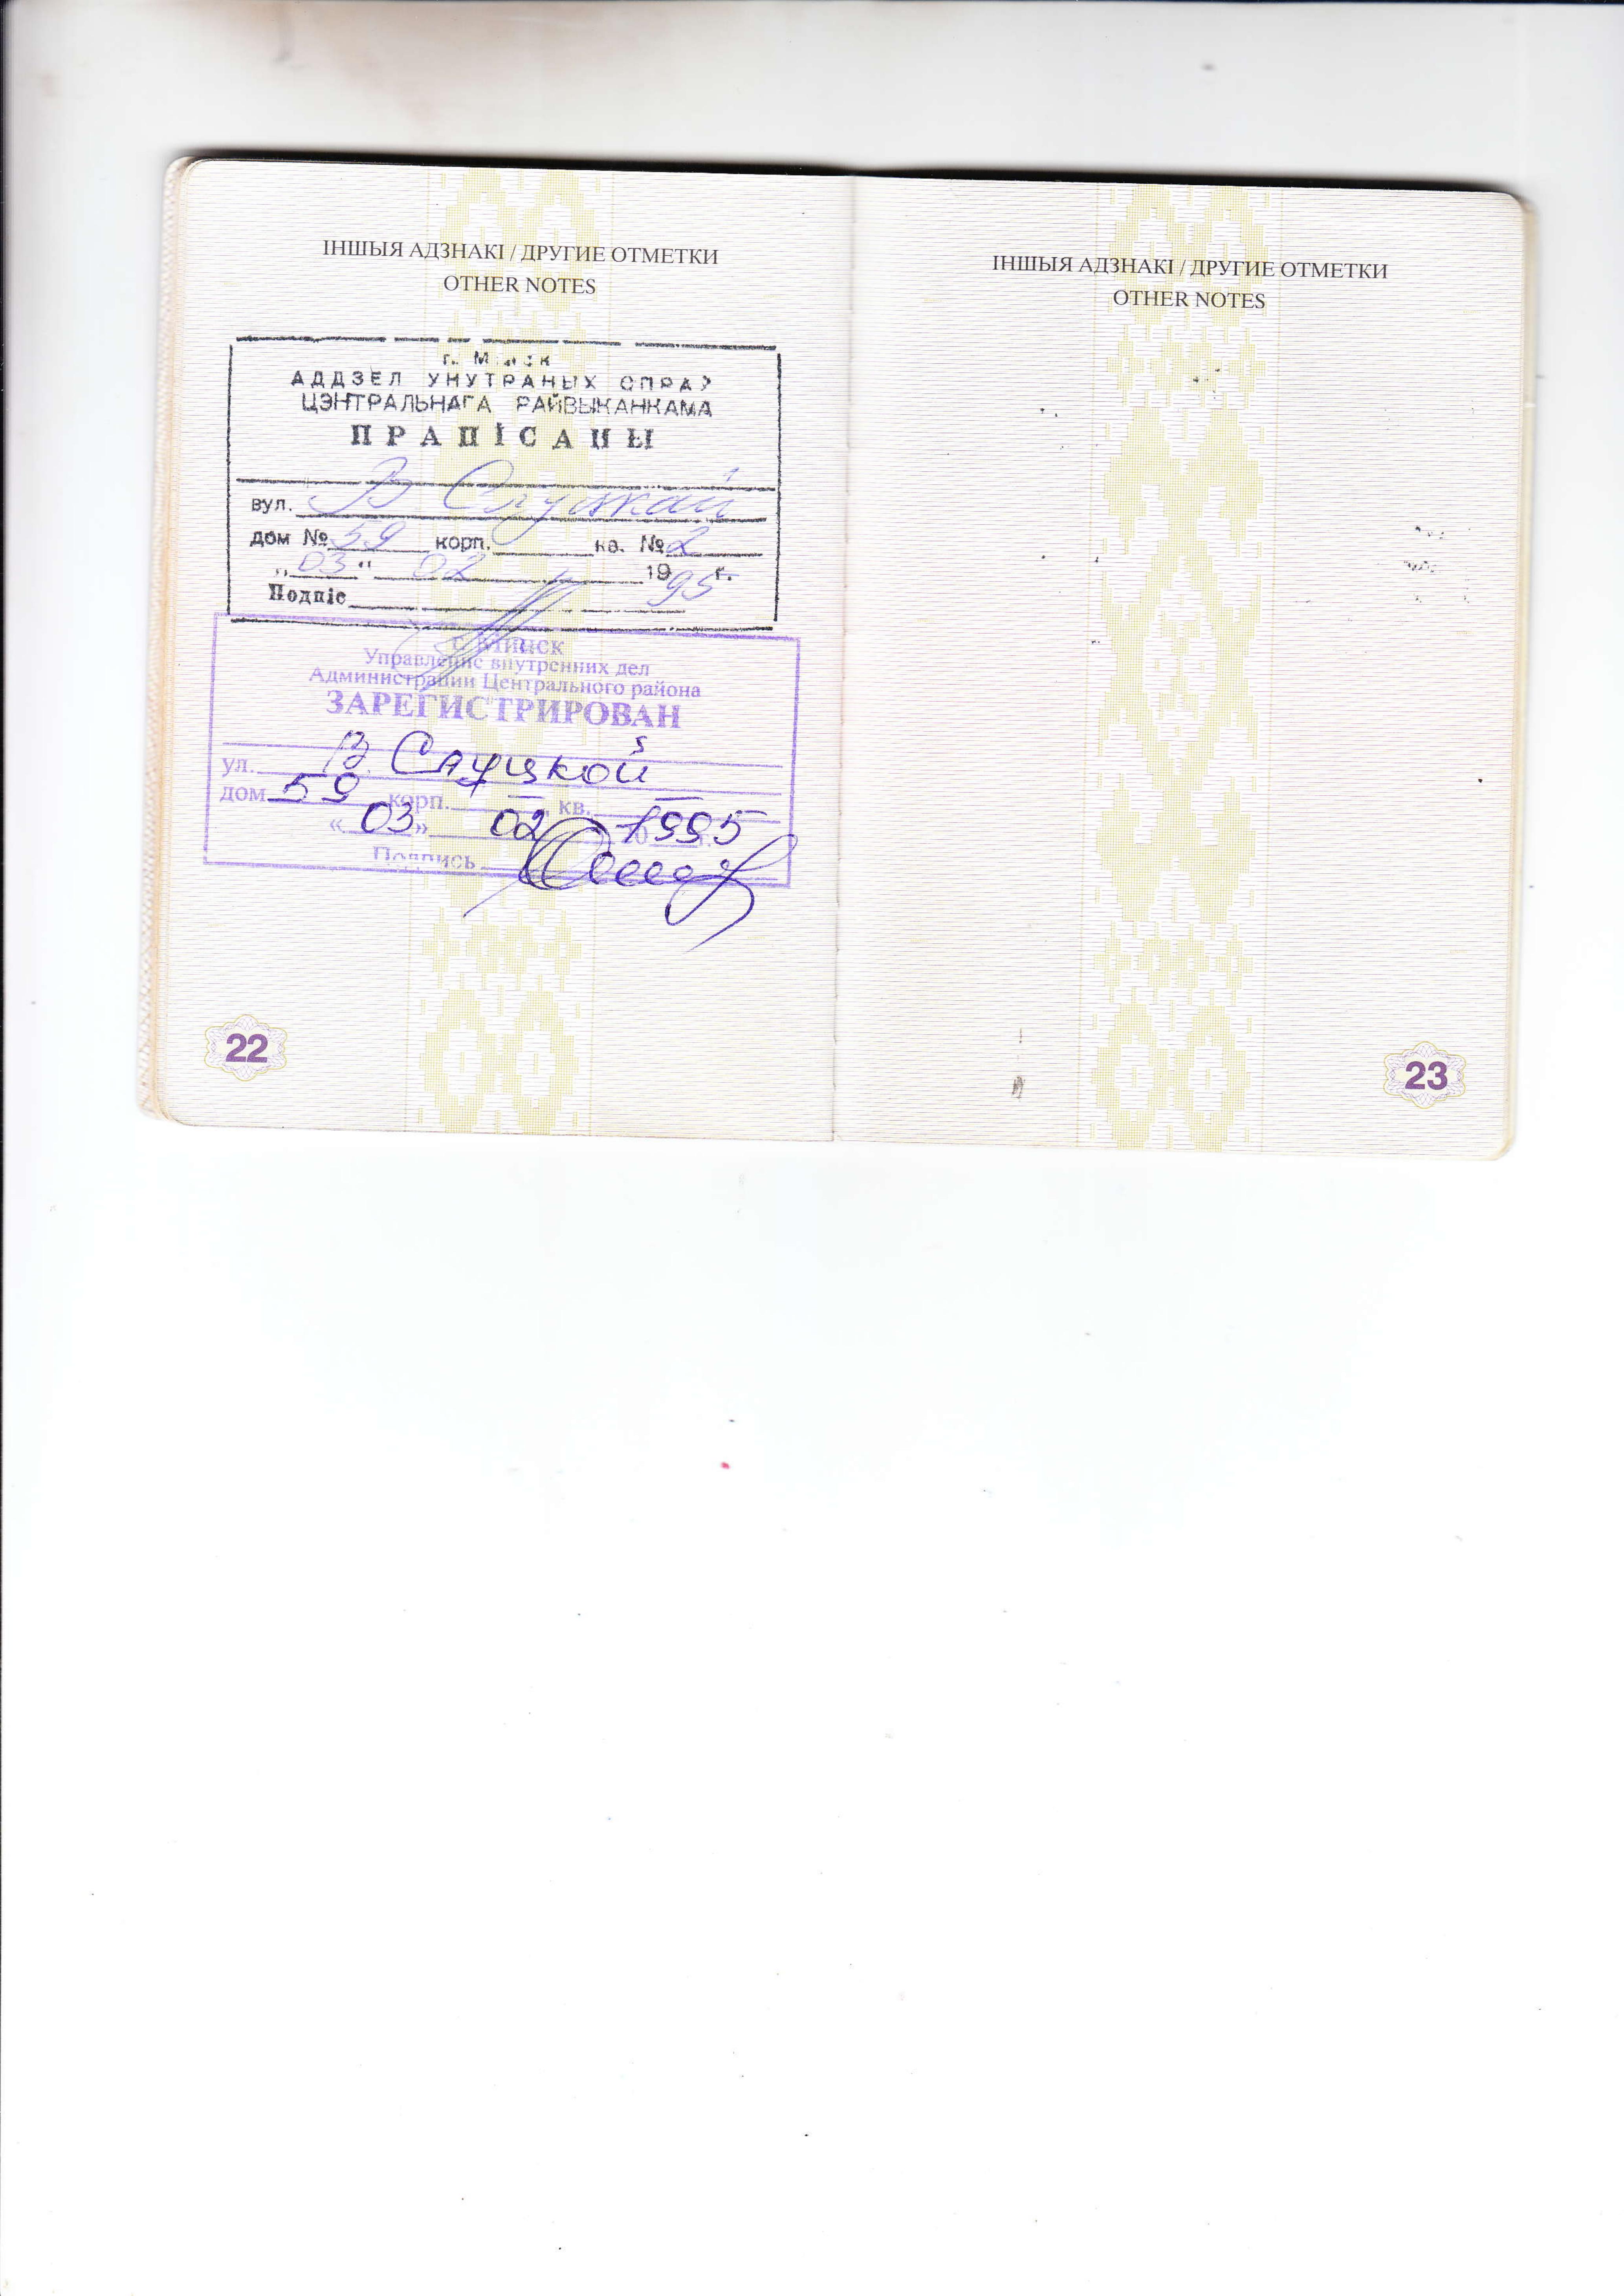 ІНШЫЯ АДЗНАКІ / ДРУГИЕ ОТМЕТКИ
OTHER NOTES
г. Мінск
АДДЗЕЛ УНУТРАНЫХ СПРАЎ
ЦЭНТРАЛЬНАГА РАЙВЫКАНКАМА
ПРАПІСАНЫ
вул. В Слуцкай
дом № 59 корп. кв. № 2
„03“ 02 1995 г.
Подпіс
г. МИНСК
Управление внутренних дел
Администрации Центрального района
ЗАРЕГИСТРИРОВАН
ул. В. Слуцкой
дом 59 корп. — кв. —
«03» 02 1995 г.
Подпись
22
ІНШЫЯ АДЗНАКІ / ДРУГИЕ ОТМЕТКИ
OTHER NOTES
23